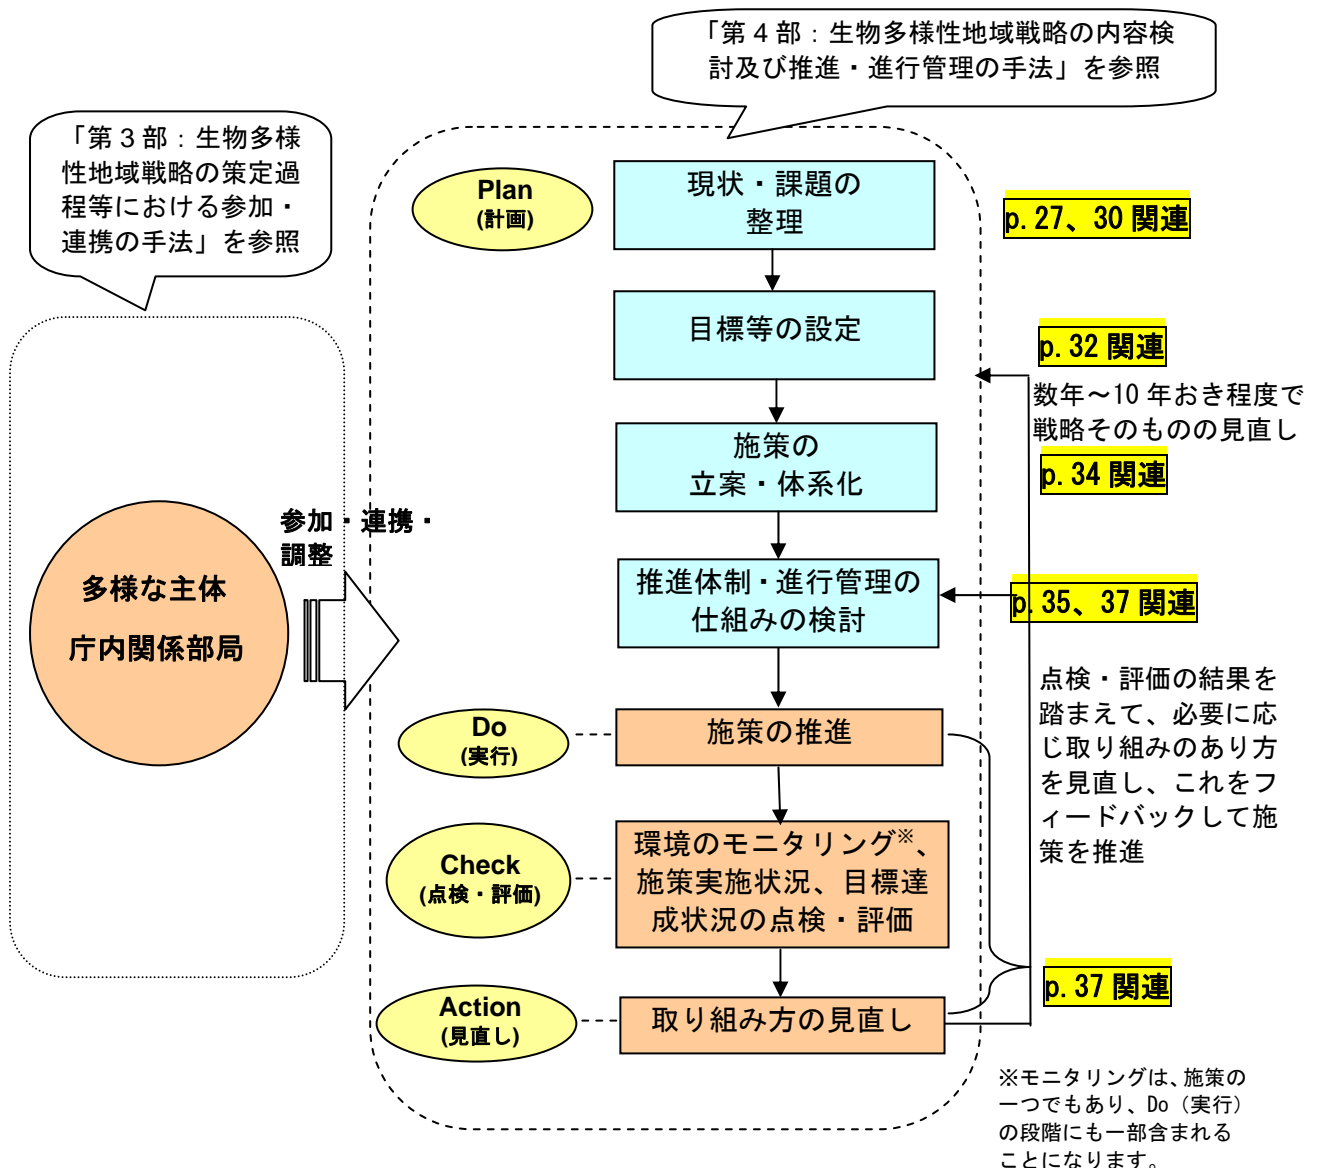 「第４部：生物多様性地域戦略の内容検
討及び推進・進行管理の手法」を参照
「第３部：生物多様
性地域戦略の策定過
程等における参加・
連携の手法」を参照
Plan
(計画)
現状・課題の
整理
p.27、30 関連
目標等の設定
p.32 関連
数年～10 年おき程度で
戦略そのものの見直し
施策の
立案・体系化
p.34 関連
参加・連携・
調整
多様な主体
庁内関係部局
推進体制・進行管理の
仕組みの検討
p.35、37 関連
点検・評価の結果を
踏まえて、必要に応
じ取り組みのあり方
を見直し、これをフ
ィードバックして施
策を推進
Do
(実行)
施策の推進
Check
(点検・評価)
環境のモニタリング※、
施策実施状況、目標達
成状況の点検・評価
p.37 関連
Action
(見直し)
取り組み方の見直し
※モニタリングは、施策の
一つでもあり、Do（実行）
の段階にも一部含まれる
ことになります。